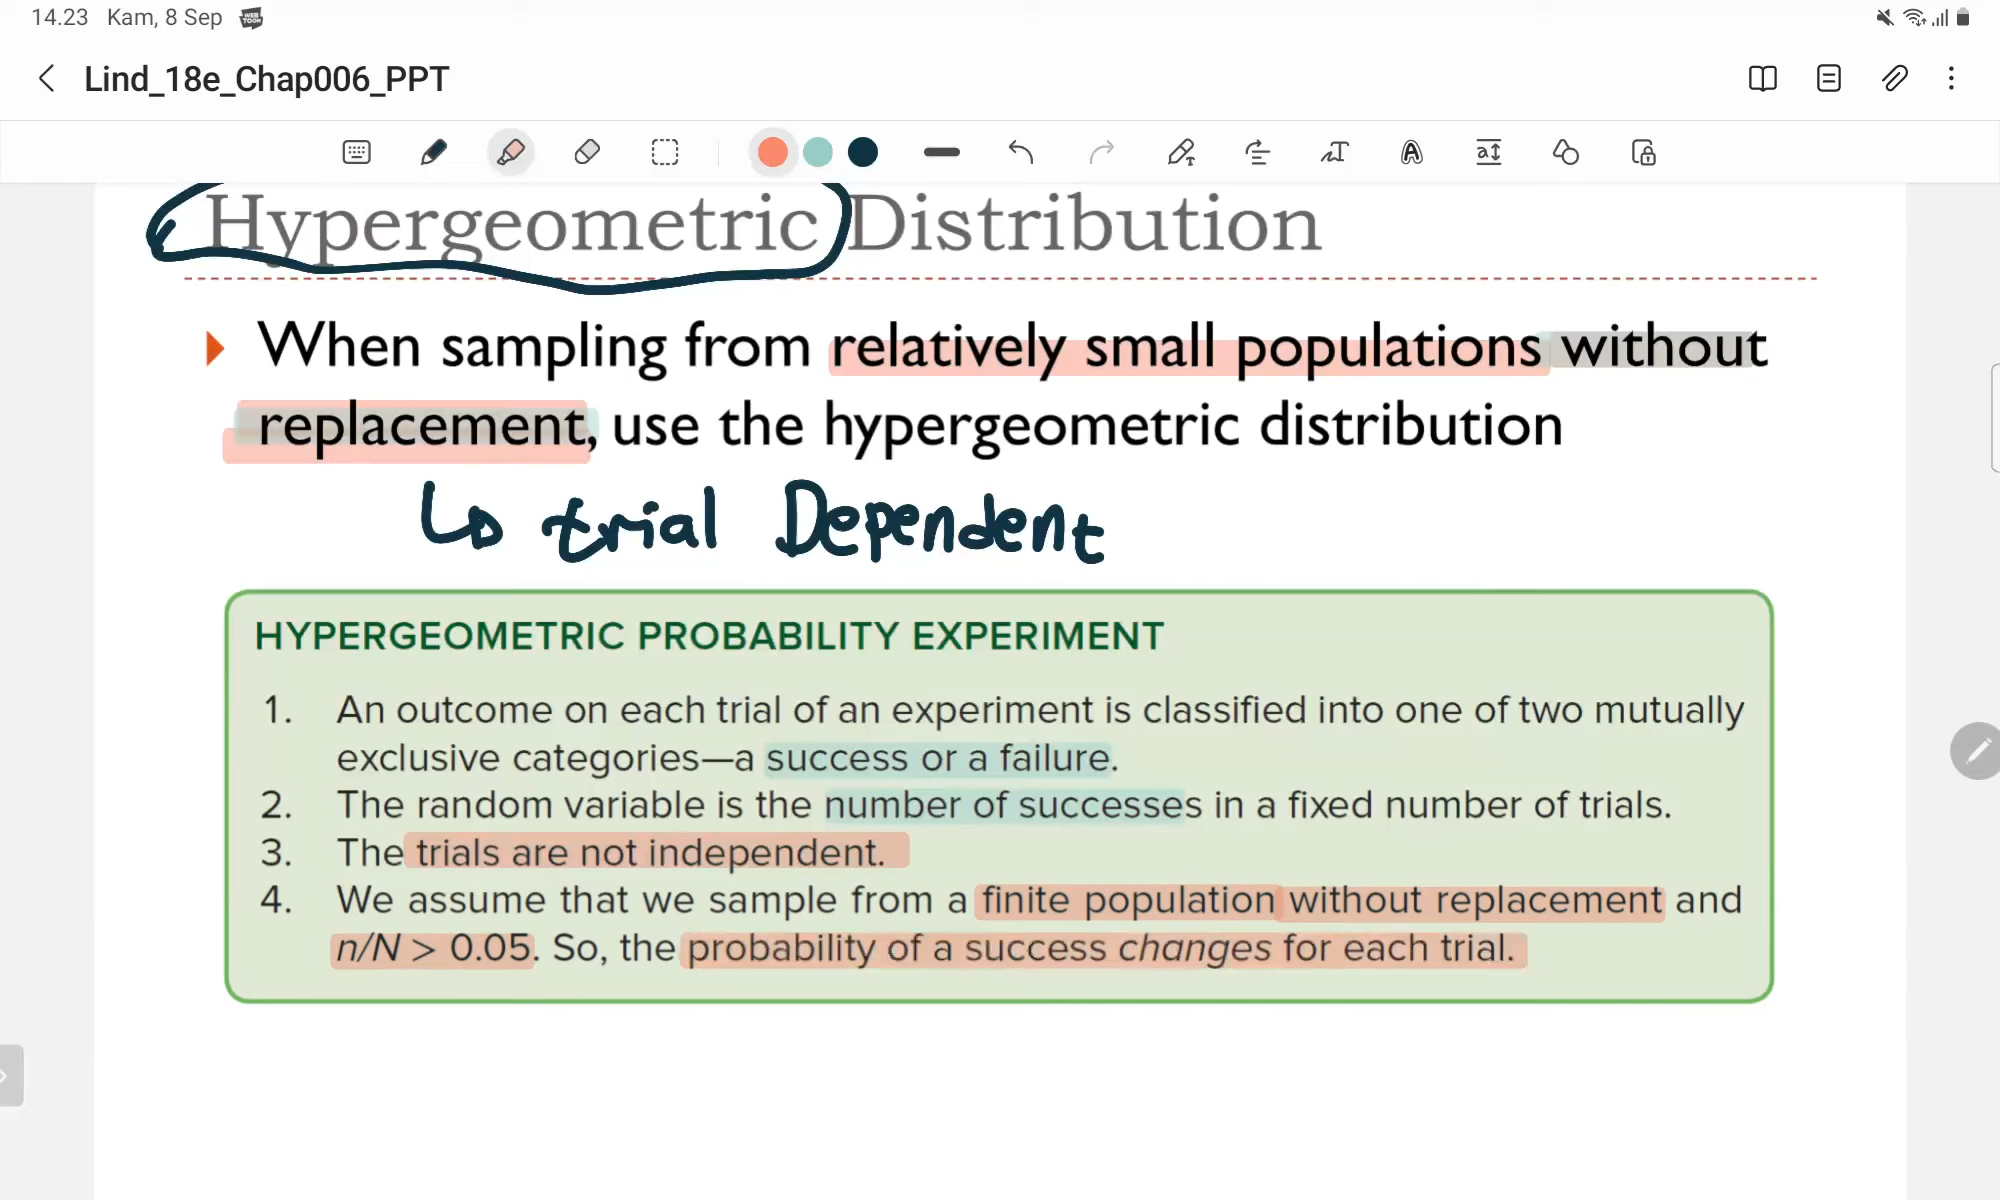 14.23 Kam, 8 Sep WEB TOON
Lind_18e_Chap006_PPT
Hypergeometric Distribution
When sampling from relatively small populations without
replacement, use the hypergeometric distribution
trial Dependent
HYPERGEOMETRIC PROBABILITY EXPERIMENT
1. An outcome on each trial of an experiment is classified into one of two mutually
exclusive categories—a success or a failure.
2. The random variable is the number of successes in a fixed number of trials.
3. The trials are not independent.
4. We assume that we sample from a finite population without replacement and
n/N > 0.05. So, the probability of a success changes for each trial.